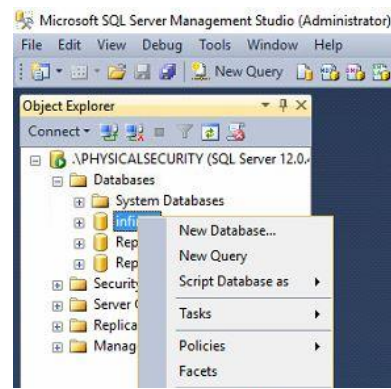 Microsoft SQL Server Management Studio (Administrator)
File Edit View Debug Tools Window Help
New Query
Object Explorer
Connect
.\PHYSICALSECURITY (SQL Server 12.0.
Databases
System Databases
infi
Rep
Rep
Security
Server
Replica
Manag
New Database...
New Query
Script Database as
Tasks
Policies
Facets